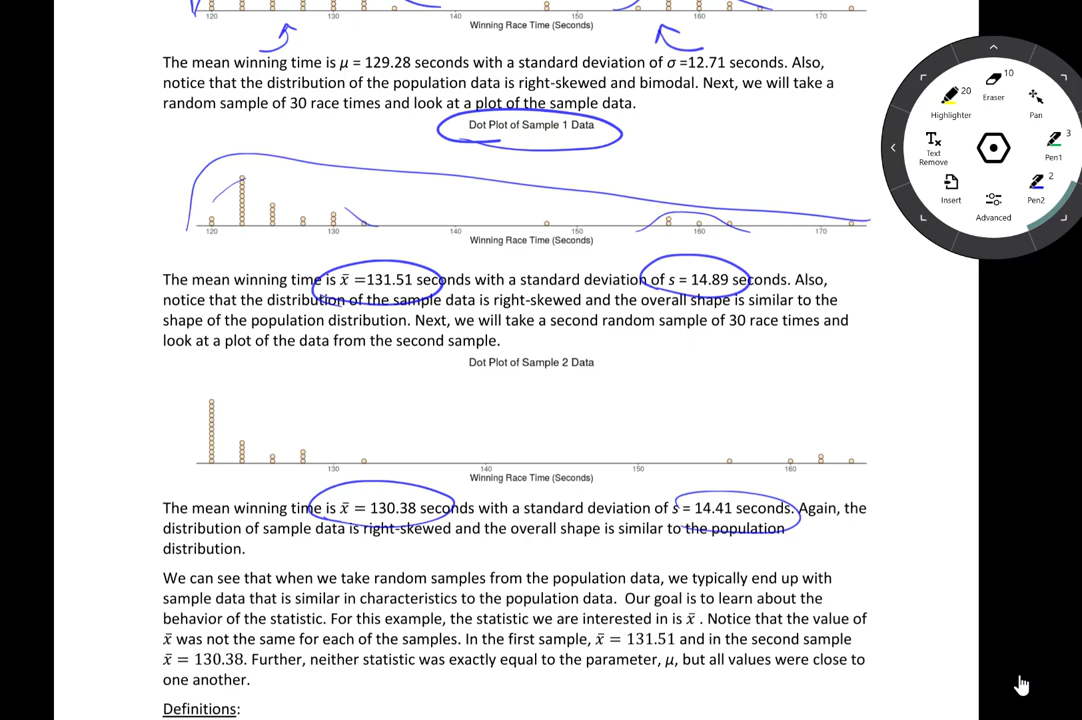 120 130 140 150 160 170
Winning Race Time (Seconds)
The mean winning time is μ = 129.28 seconds with a standard deviation of σ =12.71 seconds. Also,
notice that the distribution of the population data is right-skewed and bimodal. Next, we will take a
random sample of 30 race times and look at a plot of the sample data.
Dot Plot of Sample 1 Data
120 130 140 150 160 170
Winning Race Time (Seconds)
The mean winning time is x̄ =131.51 seconds with a standard deviation of s = 14.89 seconds. Also,
notice that the distribution of the sample data is right-skewed and the overall shape is similar to the
shape of the population distribution. Next, we will take a second random sample of 30 race times and
look at a plot of the data from the second sample.
Dot Plot of Sample 2 Data
130 140 150 160
Winning Race Time (Seconds)
The mean winning time is x̄ = 130.38 seconds with a standard deviation of s = 14.41 seconds. Again, the
distribution of sample data is right-skewed and the overall shape is similar to the population
distribution.
We can see that when we take random samples from the population data, we typically end up with
sample data that is similar in characteristics to the population data. Our goal is to learn about the
behavior of the statistic. For this example, the statistic we are interested in is x̄ . Notice that the value of
x̄ was not the same for each of the samples. In the first sample, x̄ = 131.51 and in the second sample
x̄ = 130.38. Further, neither statistic was exactly equal to the parameter, μ, but all values were close to
one another.
Definitions:
10
Eraser
20
Highlighter
Pan
Tx
Text
Remove
3
Pen1
Insert
2
Pen2
Advanced